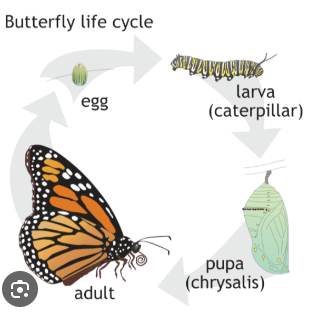 Butterfly life cycle
egg
larva
(caterpillar)
pupa
(chrysalis)
adult